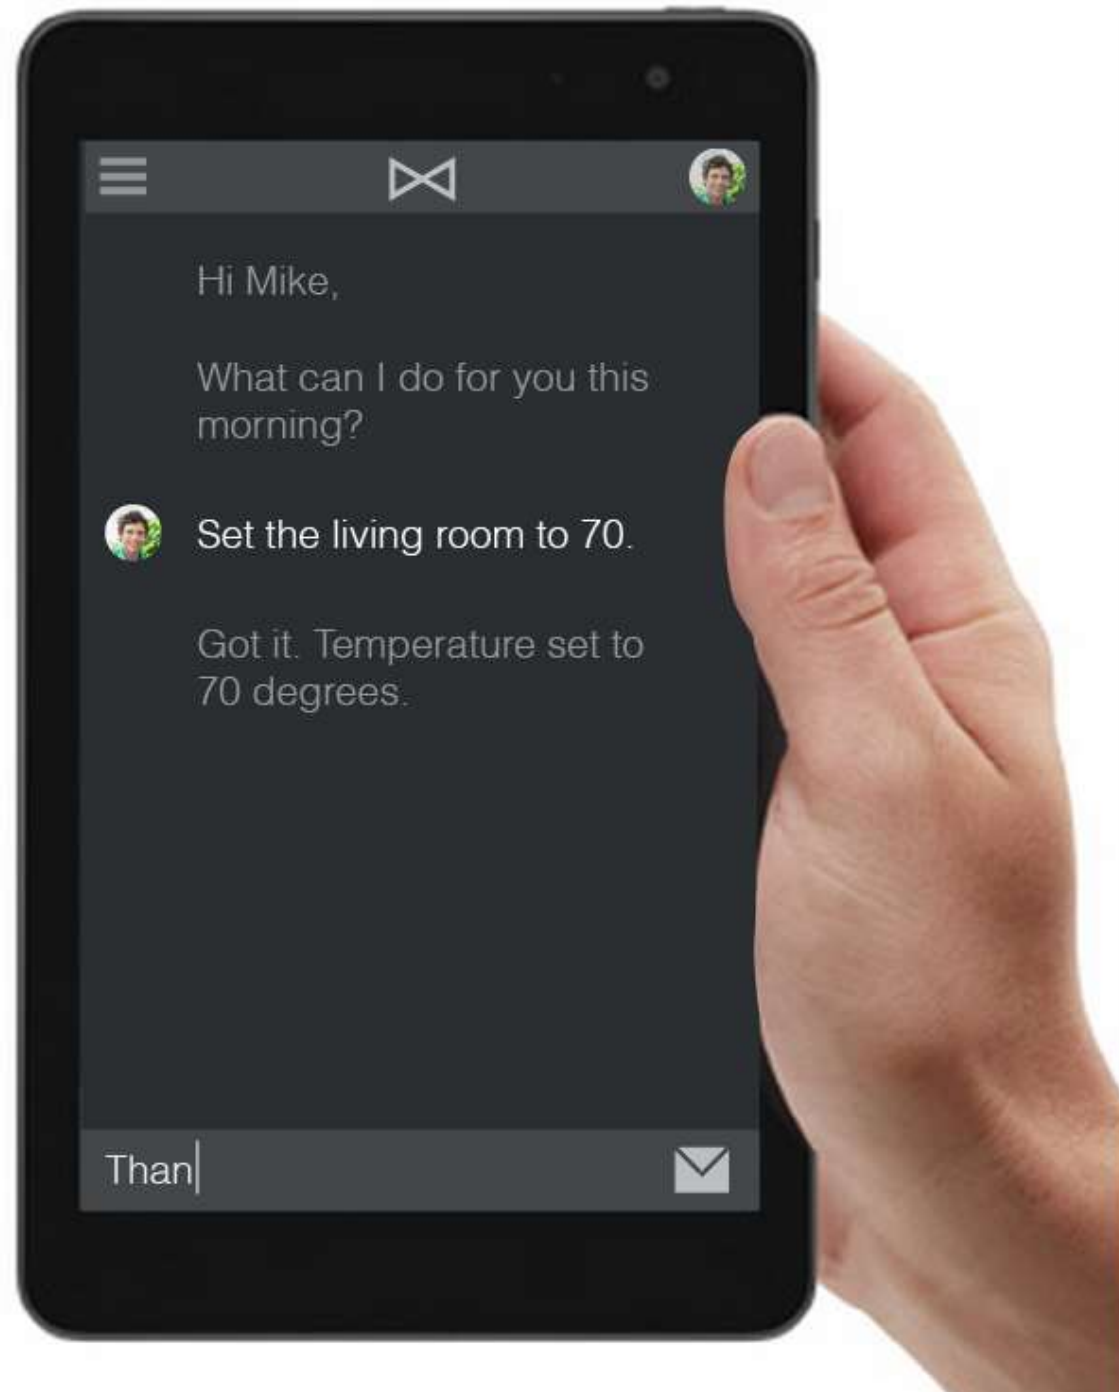 Hi Mike,
What can I do for you this
morning?
Set the living room to 70.
Got it. Temperature set to
70 degrees.
Than